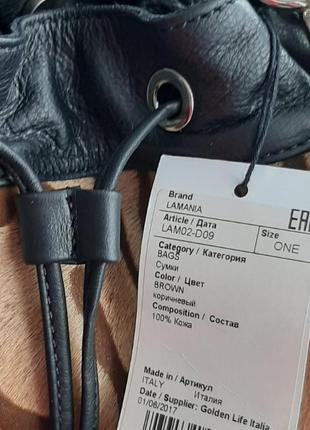 Brand
LAMANIA
Article / Дата
LAM02-D09
Size
ONE
Category / Категория
BAGS
Сумки
Color / Цвет
BROWN
коричневый
Composition / Состав
100% Кожа
Made in / Артикул
ITALY Италия
Date / Supplier: Golden Life Italia
01/06/2017